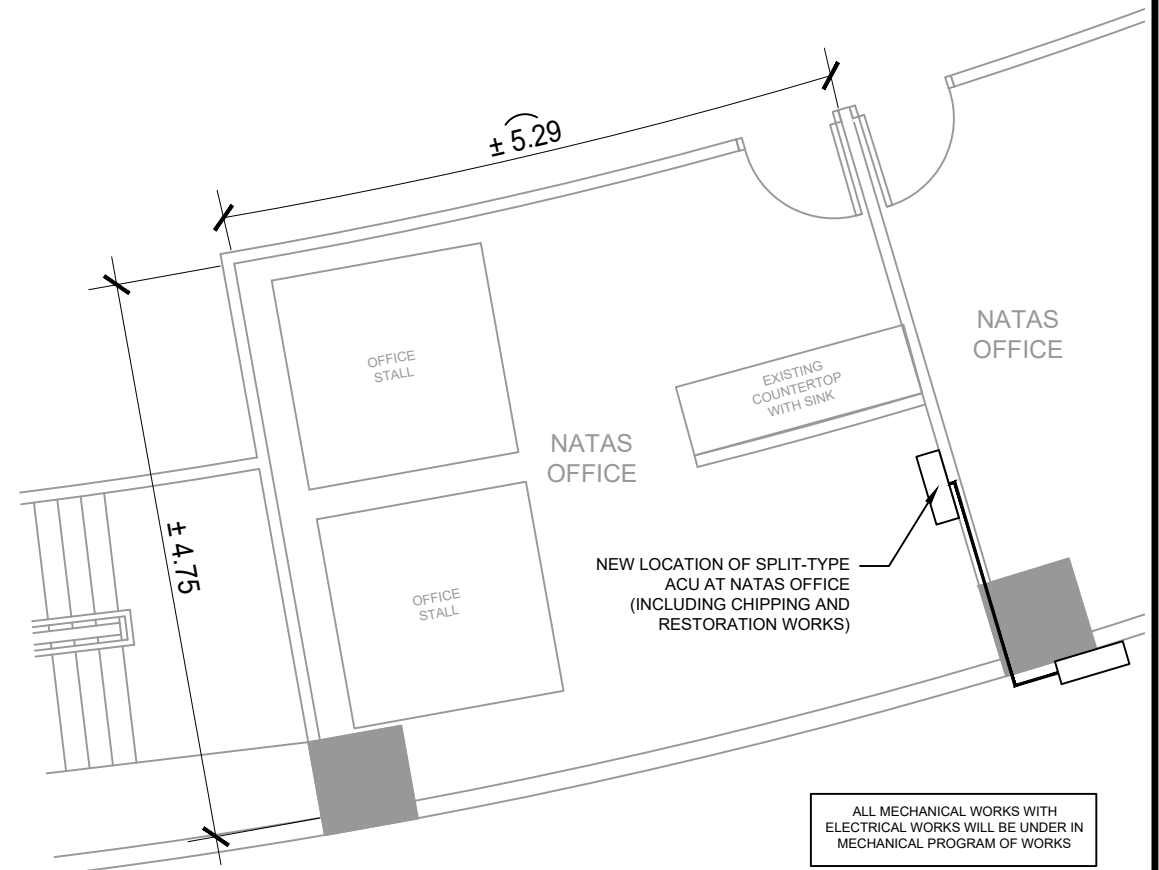 ± 5.29
NATAS
OFFICE
OFFICE
STALL
EXISTING
COUNTERTOP
WITH SINK
NATAS
OFFICE
± 4.75
NEW LOCATION OF SPLIT-TYPE
ACU AT NATAS OFFICE
(INCLUDING CHIPPING AND
RESTORATION WORKS)
OFFICE
STALL
ALL MECHANICAL WORKS WITH
ELECTRICAL WORKS WILL BE UNDER IN
MECHANICAL PROGRAM OF WORKS